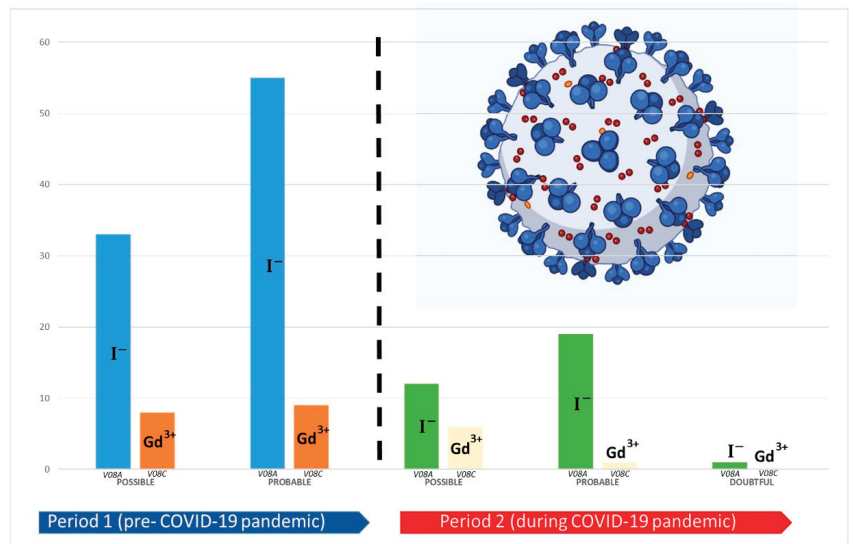 60
50
40
30
20
10
0
I⁻
Gd³⁺
I⁻
Gd³⁺
I⁻
Gd³⁺
I⁻
Gd³⁺
I⁻
Gd³⁺
V08A V08C V08A V08C V08A V08C V08A V08C V08A V08C
POSSIBLE PROBABLE POSSIBLE PROBABLE DOUBTFUL
Period 1 (pre- COVID-19 pandemic)
Period 2 (during COVID-19 pandemic)